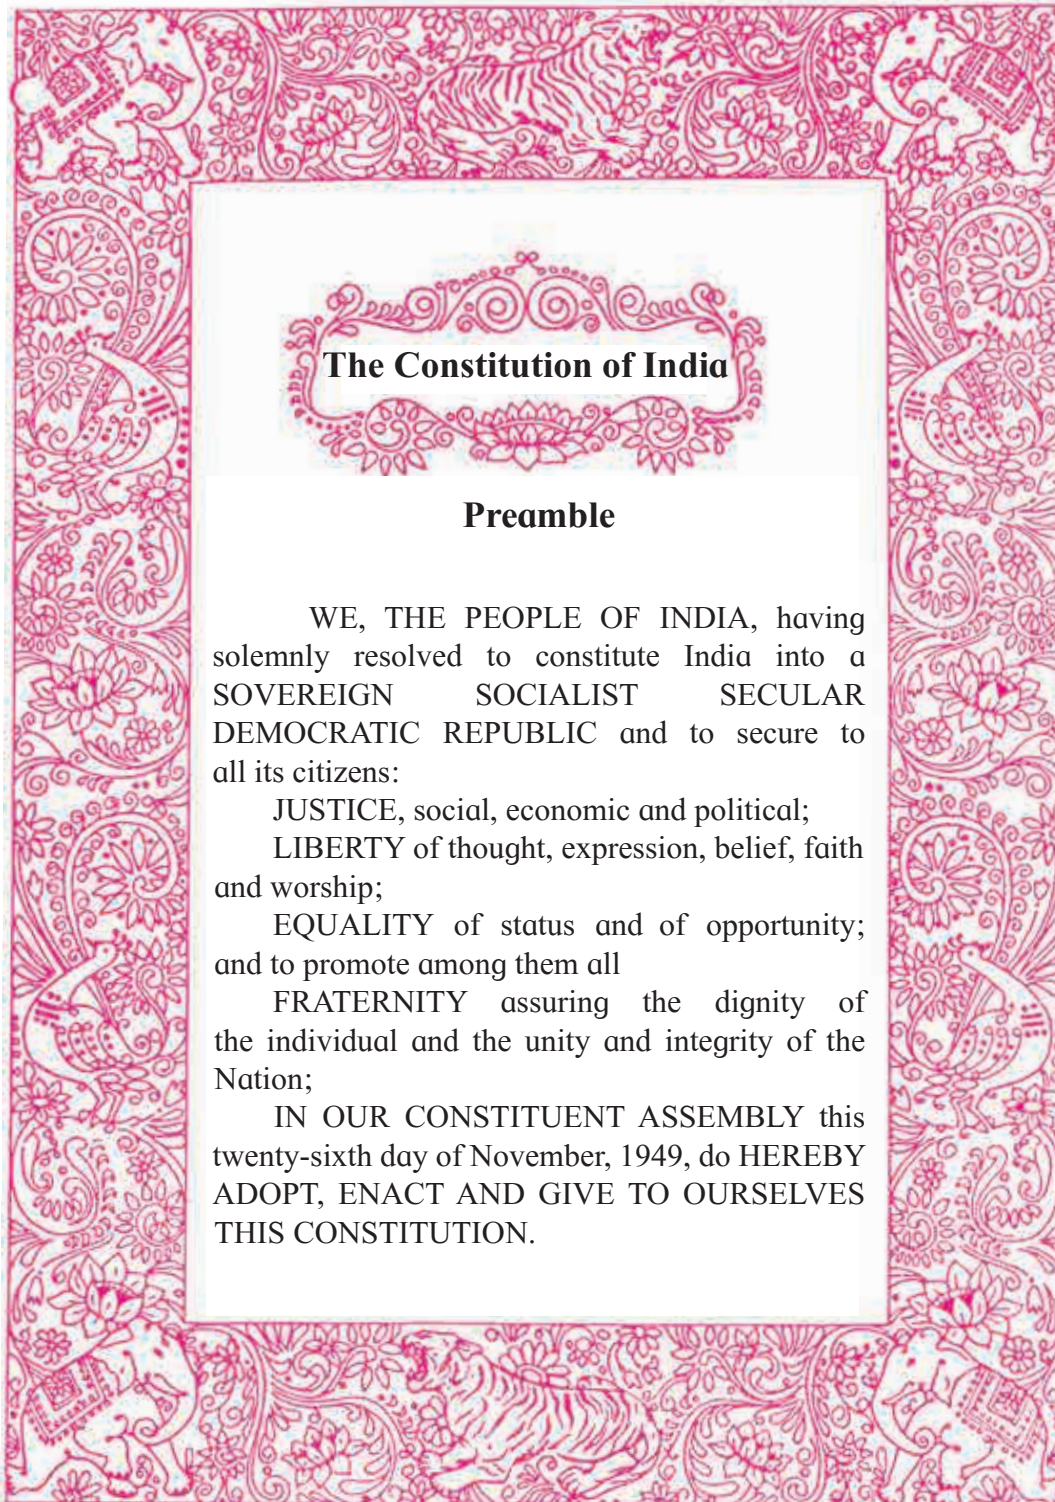 The Constitution of India
Preamble
WE, THE PEOPLE OF INDIA, having
solemnly resolved to constitute India into a
SOVEREIGN SOCIALIST SECULAR
DEMOCRATIC REPUBLIC and to secure to
all its citizens:
JUSTICE, social, economic and political;
LIBERTY of thought, expression, belief, faith
and worship;
EQUALITY of status and of opportunity;
and to promote among them all
FRATERNITY assuring the dignity of
the individual and the unity and integrity of the
Nation;
IN OUR CONSTITUENT ASSEMBLY this
twenty-sixth day of November, 1949, do HEREBY
ADOPT, ENACT AND GIVE TO OURSELVES
THIS CONSTITUTION.